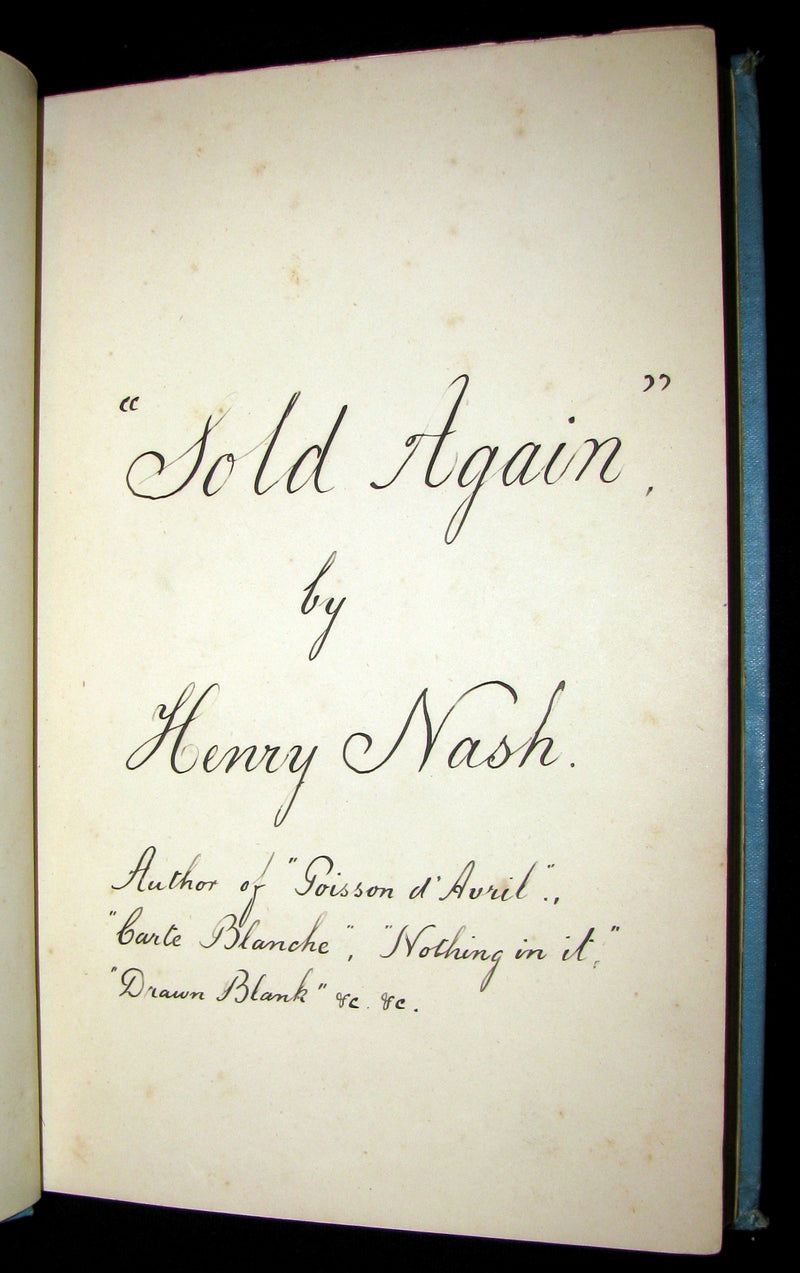 "Sold Again",
by
Henry Nash.
Author of "Poisson d'Avril".,
"Carte Blanche", "Nothing in it,"
"Drawn Blank" &c. &c.